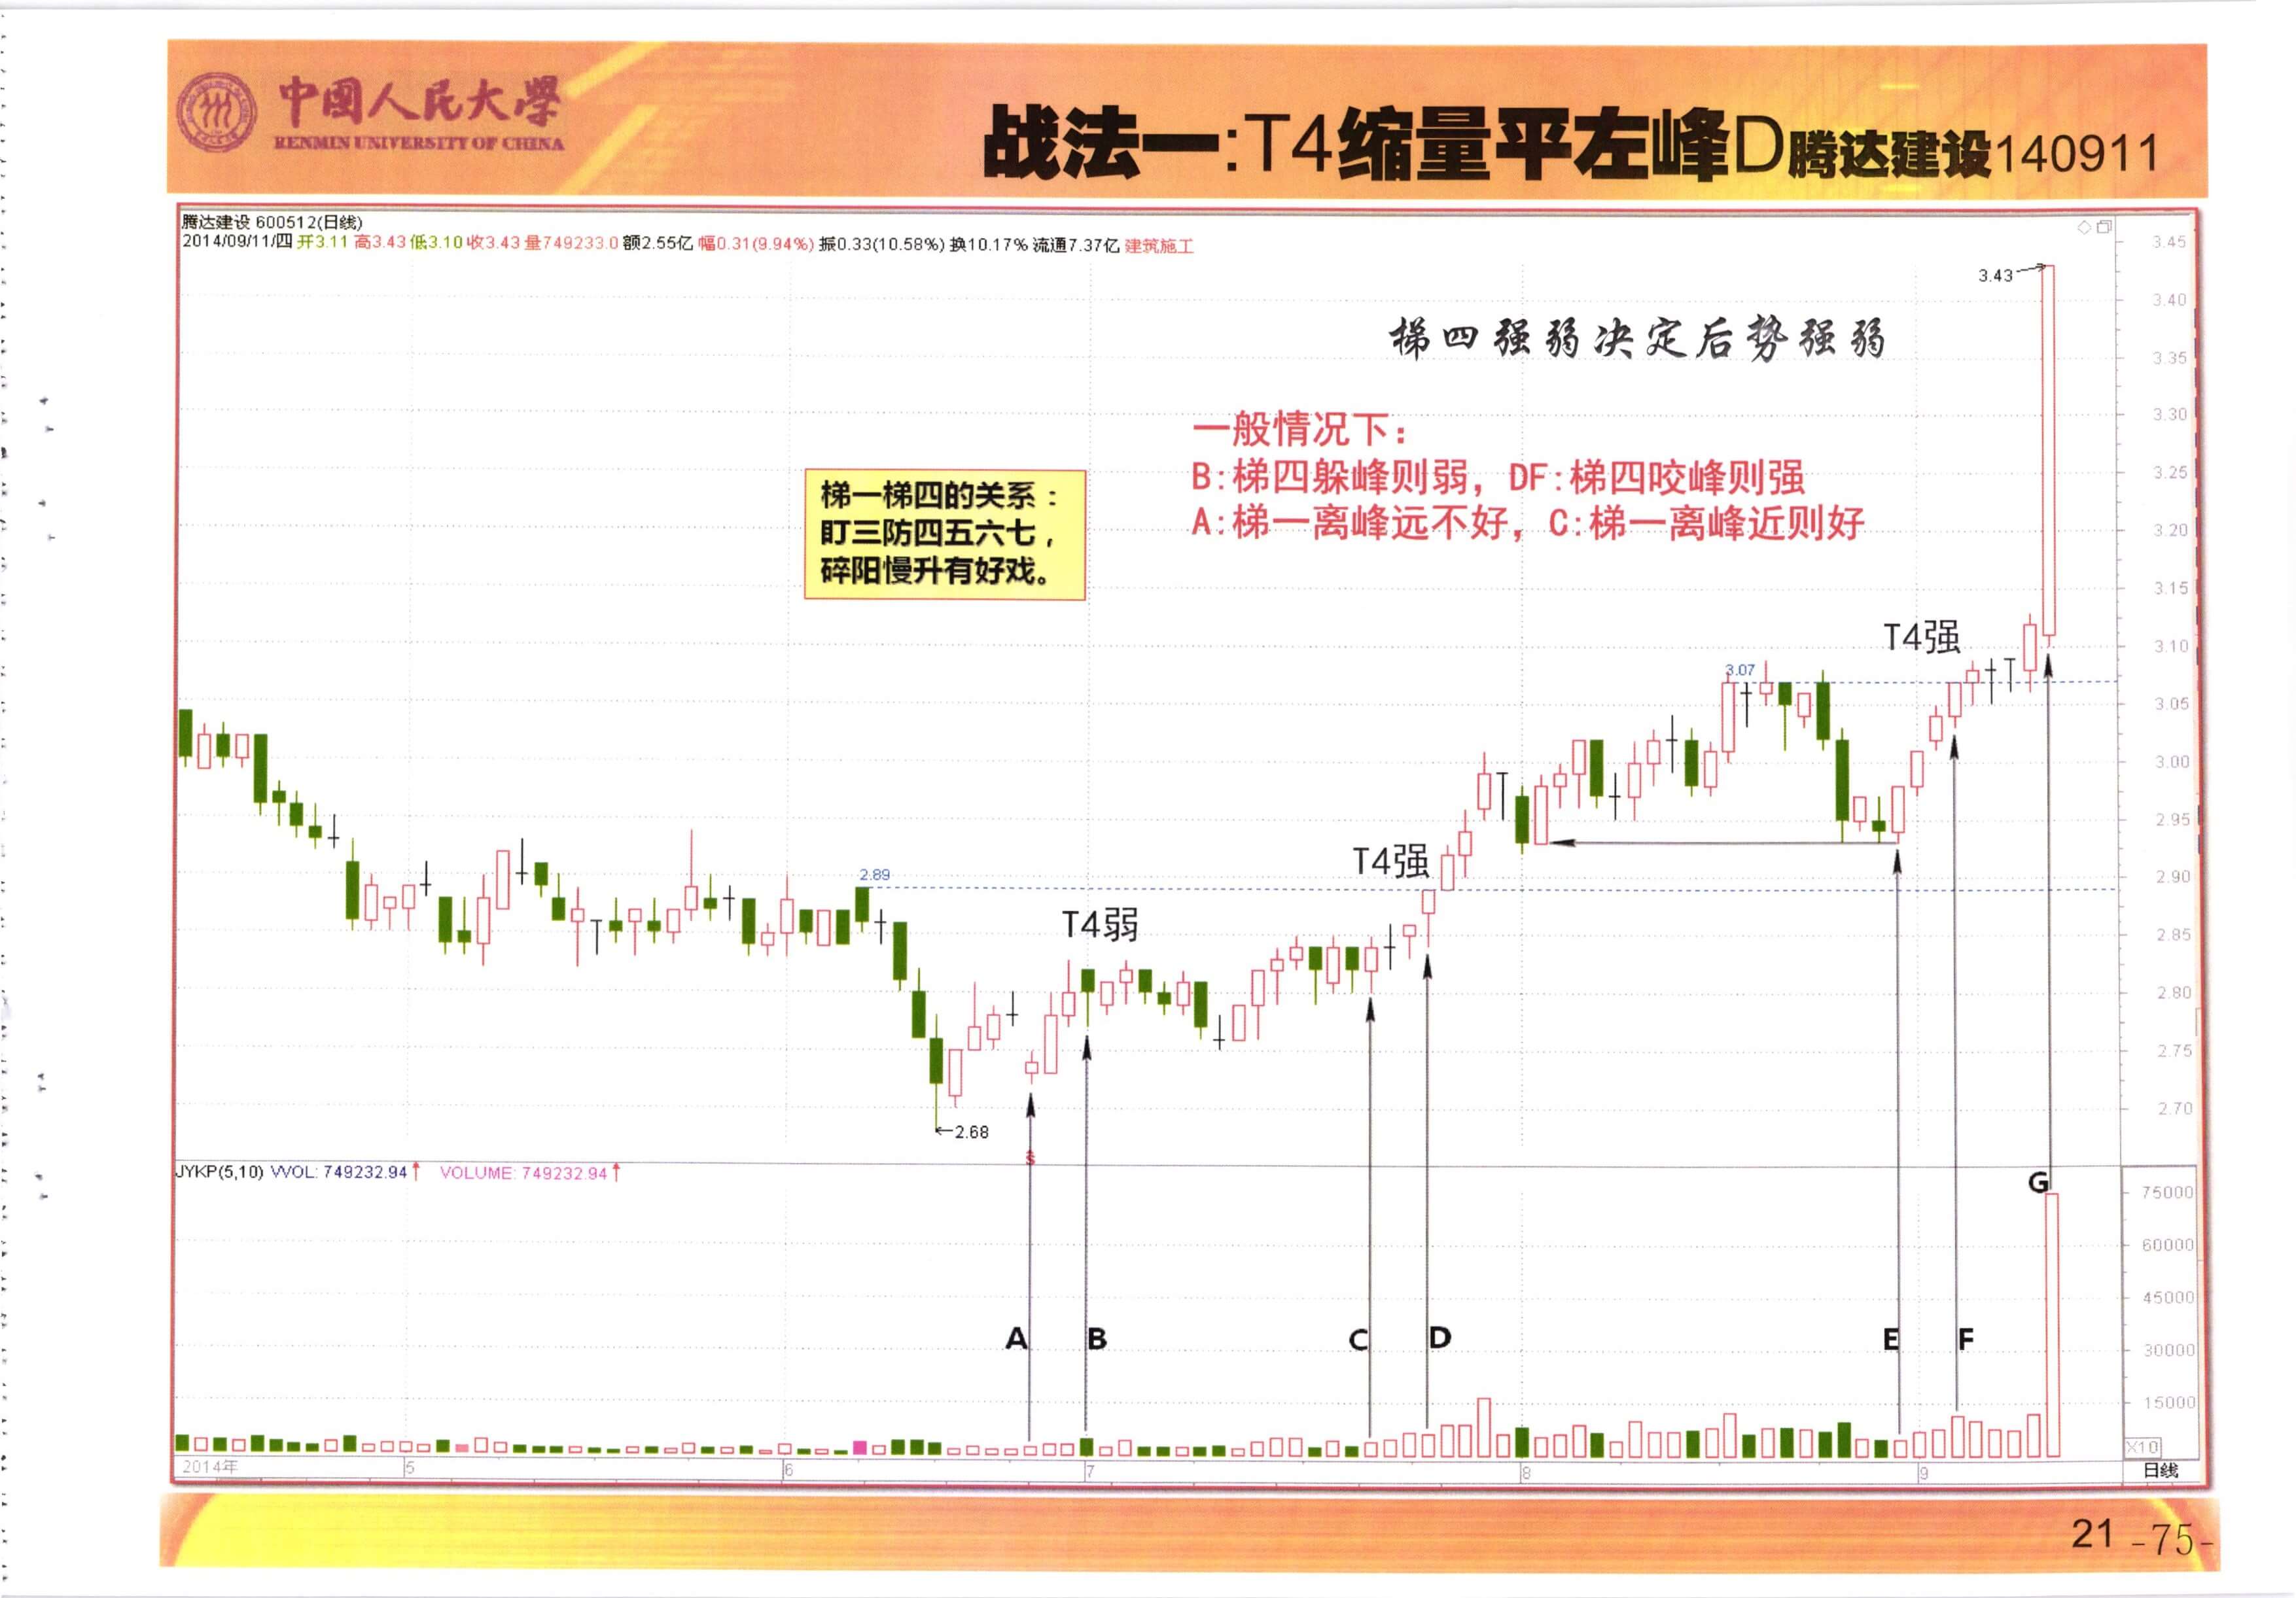 中国人民大学
RENMIN UNIVERSITY OF CHINA
战法一:T4缩量平左峰D腾达建设140911
腾达建设 600512(日线)
2014/09/11/四 开3.11 高3.43 低3.10 收3.43 量749233.0 额2.55亿 幅0.31(9.94%) 振0.33(10.58%) 换10.17% 流通7.37亿 建筑施工
3.45
3.43
3.40
梯四强弱决定后势强弱
3.35
3.30
一般情况下:
B:梯四躲峰则弱, DF:梯四咬峰则强
A:梯一离峰远不好, C:梯一离峰近则好
3.25
3.20
梯一梯四的关系:
盯三防四五六七,
碎阳慢升有好戏。
3.15
T4强
3.10
3.07
3.05
3.00
2.95
T4强
2.90
2.89
T4弱
2.85
2.80
2.75
2.70
2.68
$
JYKP(5,10) VVOL: 749232.94 VOLUME: 749232.94
G
75000
60000
45000
A B C D E F
30000
15000
X10
2014年 5 6 7 8 9 日线
21 -75-